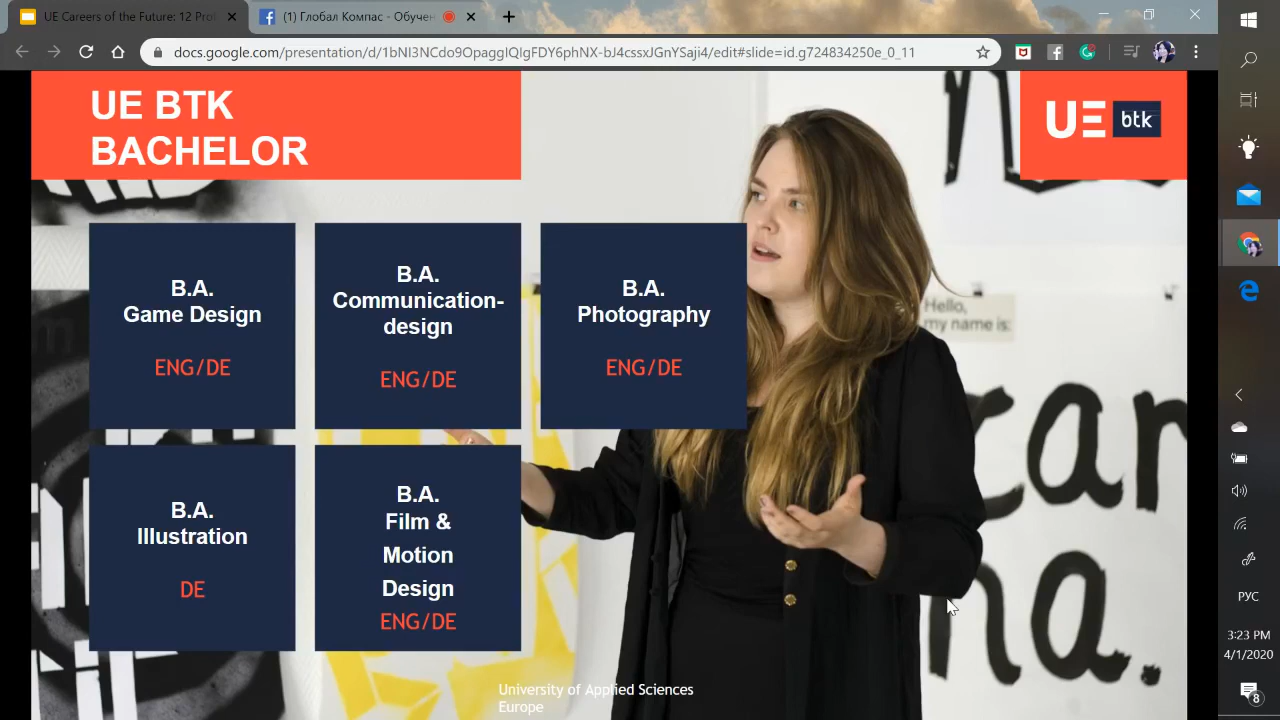 UE Careers of the Future: 12 Prof
(1) Глобал Компас - Обучен
docs.google.com/presentation/d/1bNI3NCdo9OpaggIQIgFDY6phNX-bJ4cssxJGnYSaji4/edit#slide=id.g724834250e_0_11
UE BTK
BACHELOR
UE btk
B.A.
Game Design
ENG/DE
B.A.
Communication-
design
ENG/DE
B.A.
Photography
ENG/DE
B.A.
Illustration
DE
B.A.
Film &
Motion
Design
ENG/DE
Hello,
my name is:
can
na.
University of Applied Sciences
Europe
РУС
3:23 PM
4/1/2020
8